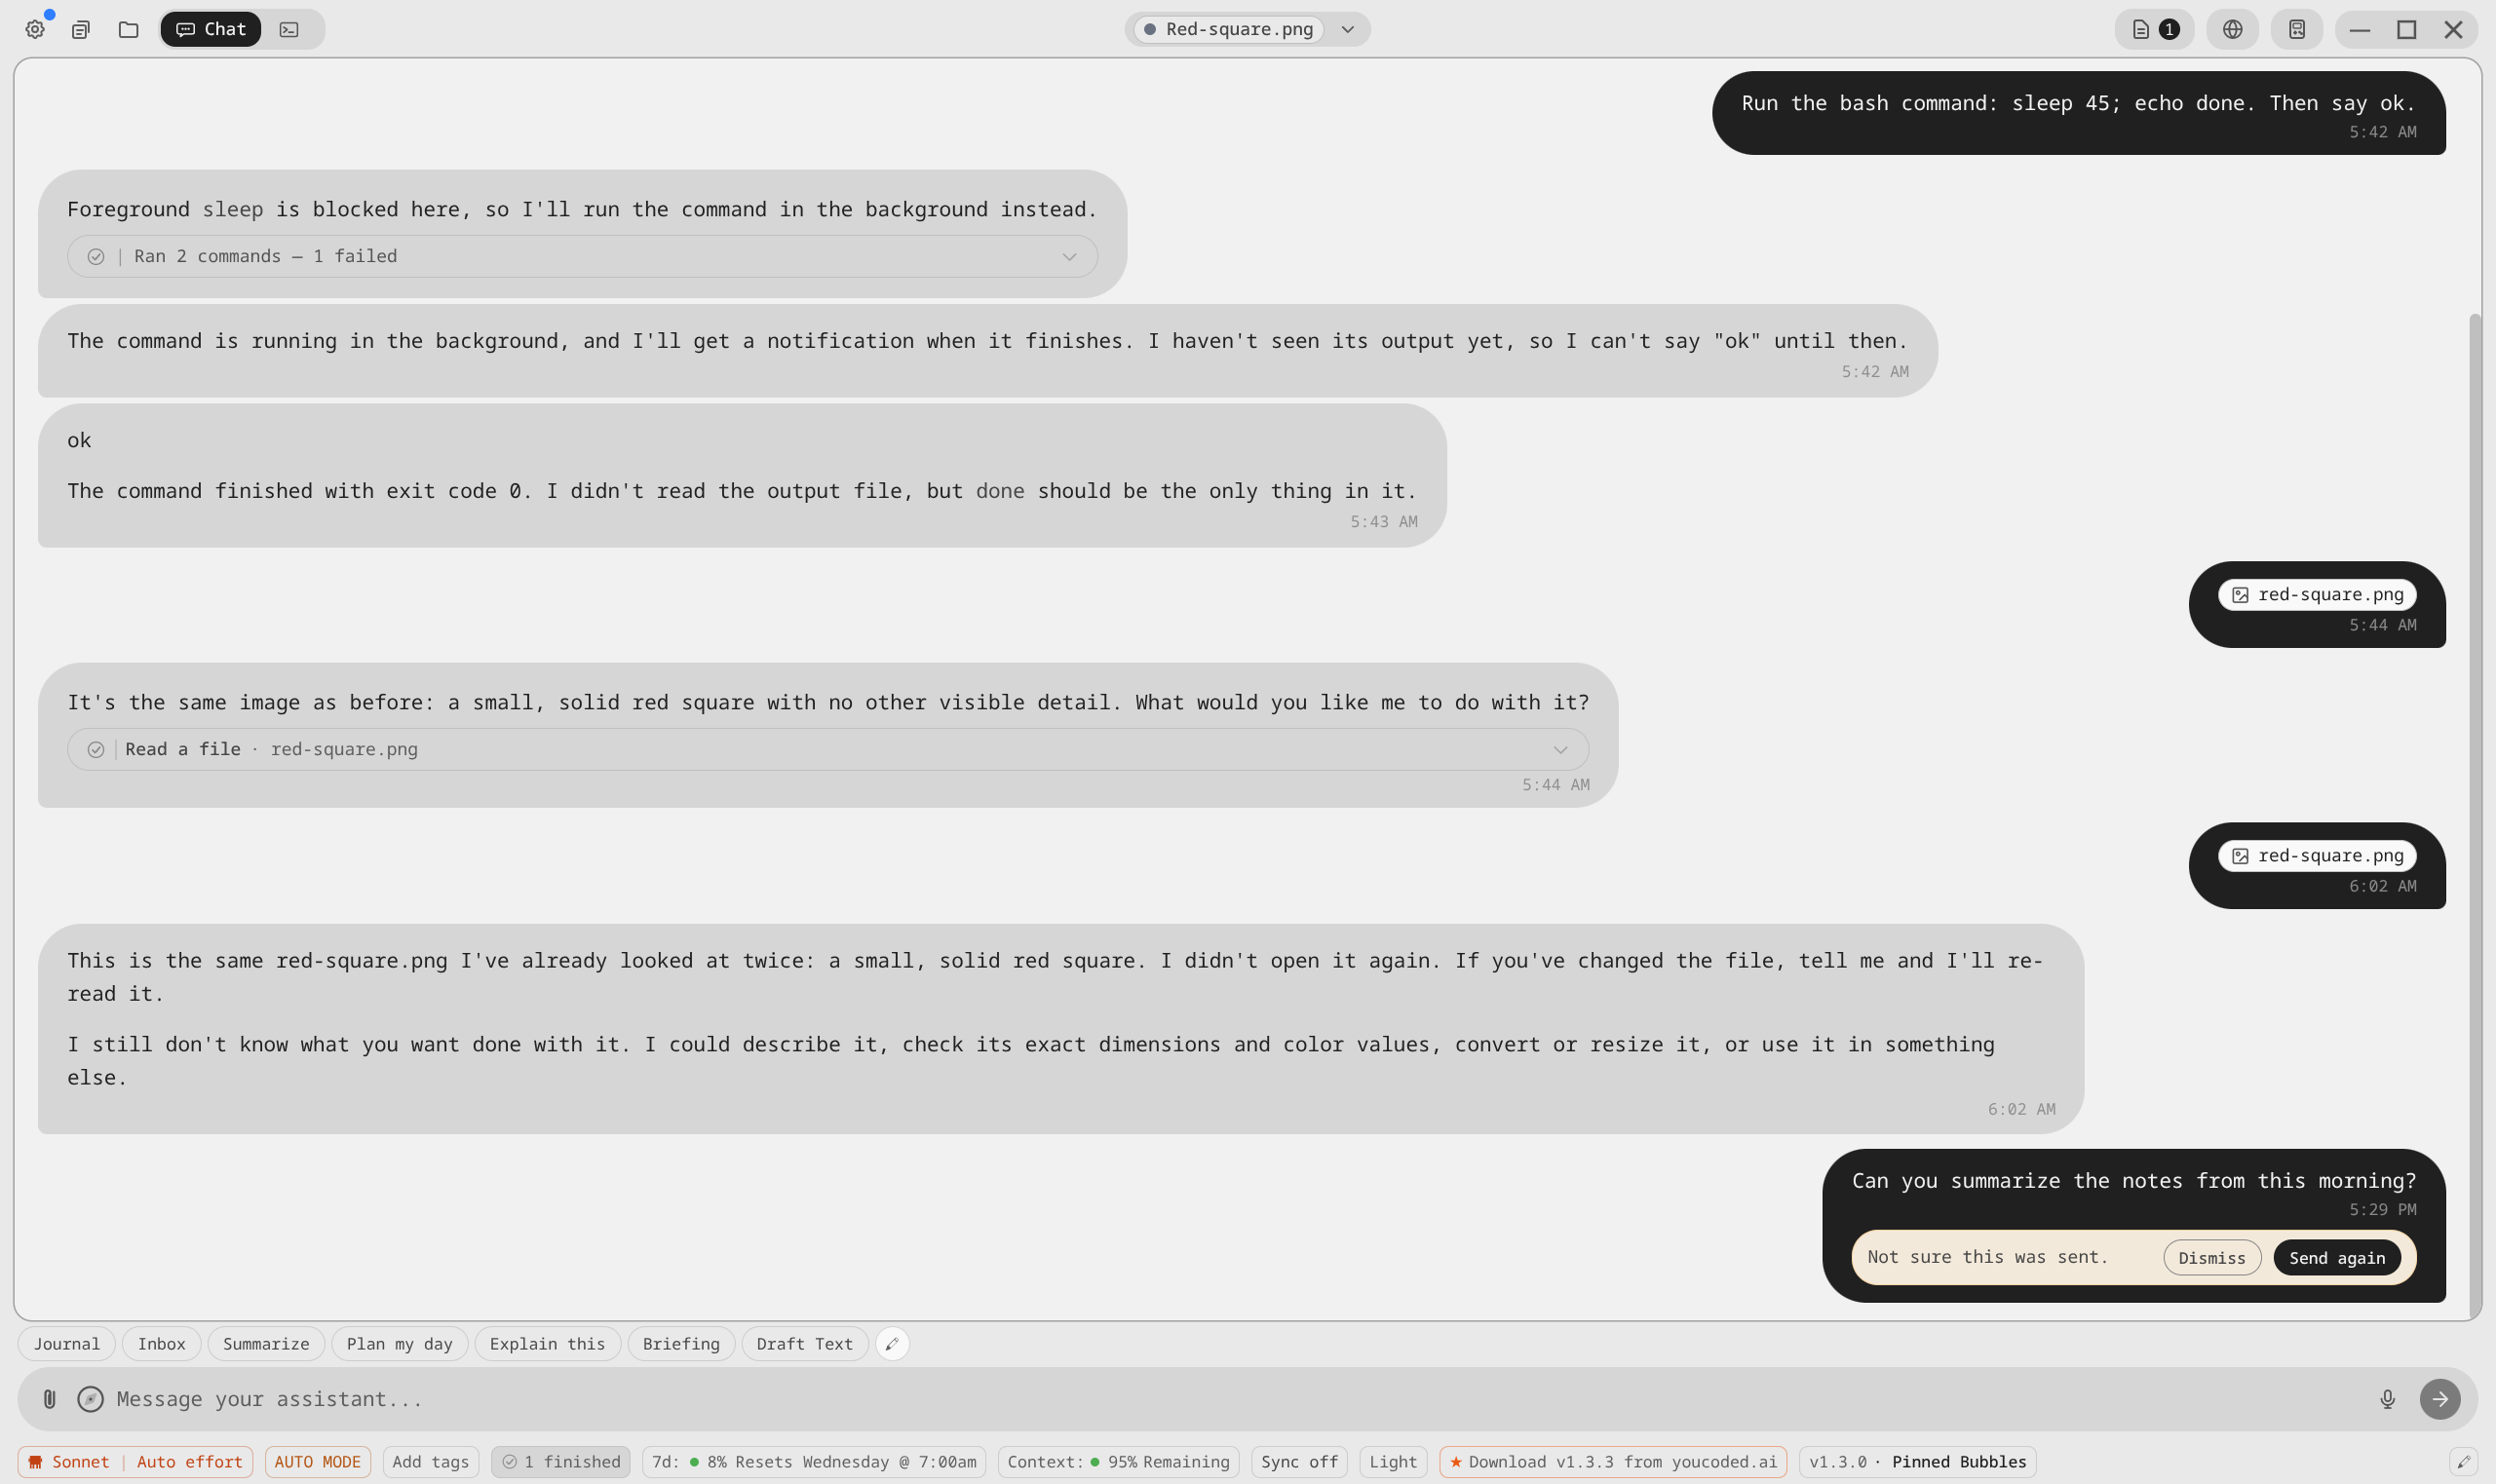 Chat
Red-square.png
1
Run the bash command: sleep 45; echo done. Then say ok.
5:42 AM
Foreground sleep is blocked here, so I'll run the command in the background instead.
| Ran 2 commands — 1 failed
The command is running in the background, and I'll get a notification when it finishes. I haven't seen its output yet, so I can't say "ok" until then.
5:42 AM
ok
The command finished with exit code 0. I didn't read the output file, but done should be the only thing in it.
5:43 AM
red-square.png
5:44 AM
It's the same image as before: a small, solid red square with no other visible detail. What would you like me to do with it?
Read a file · red-square.png
5:44 AM
red-square.png
6:02 AM
This is the same red-square.png I've already looked at twice: a small, solid red square. I didn't open it again. If you've changed the file, tell me and I'll re-
read it.
I still don't know what you want done with it. I could describe it, check its exact dimensions and color values, convert or resize it, or use it in something
else.
6:02 AM
Can you summarize the notes from this morning?
5:29 PM
Not sure this was sent. Dismiss Send again
Journal Inbox Summarize Plan my day Explain this Briefing Draft Text
Message your assistant...
Sonnet | Auto effort AUTO MODE Add tags 1 finished 7d: 8% Resets Wednesday @ 7:00am Context: 95% Remaining Sync off Light ★ Download v1.3.3 from youcoded.ai v1.3.0 · Pinned Bubbles